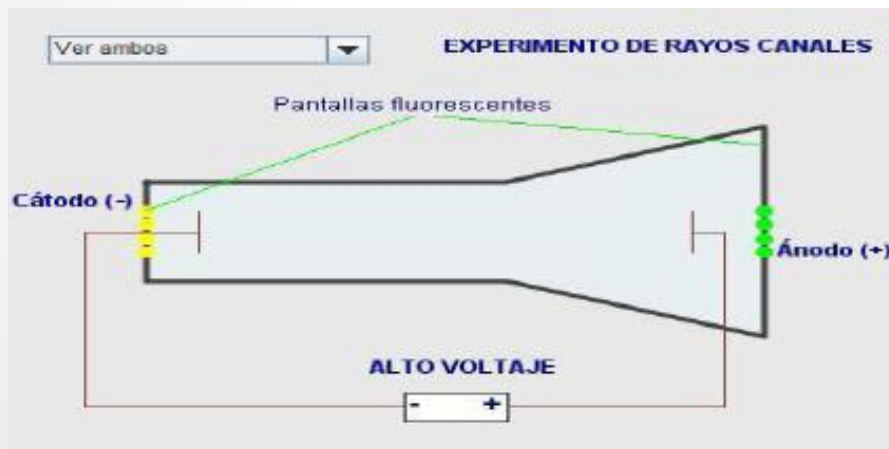 Ver ambos
EXPERIMENTO DE RAYOS CANALES
Pantallas fluorescentes
Cátodo (-)
Ánodo (+)
ALTO VOLTAJE
- +